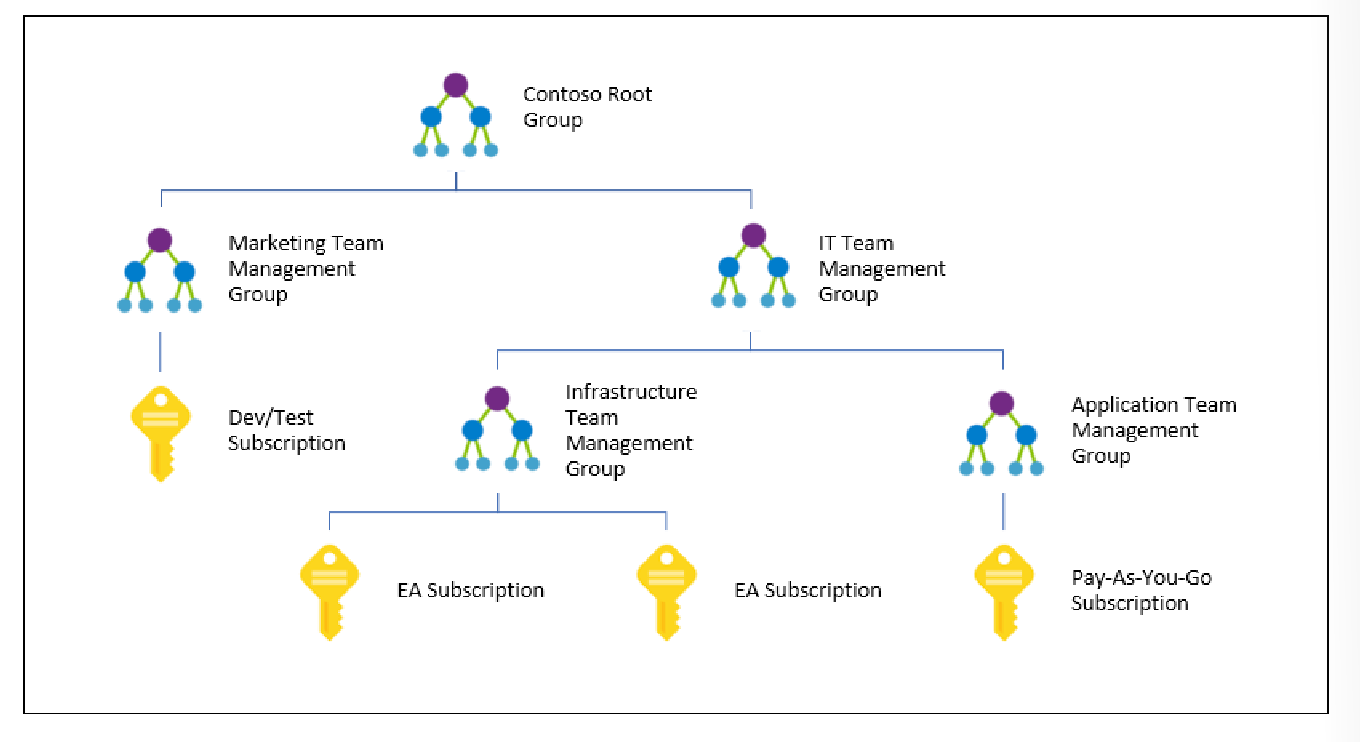 Contoso Root
Group
Marketing Team
Management
Group
IT Team
Management
Group
Dev/Test
Subscription
Infrastructure
Team
Management
Group
Application Team
Management
Group
EA Subscription
EA Subscription
Pay-As-You-Go
Subscription